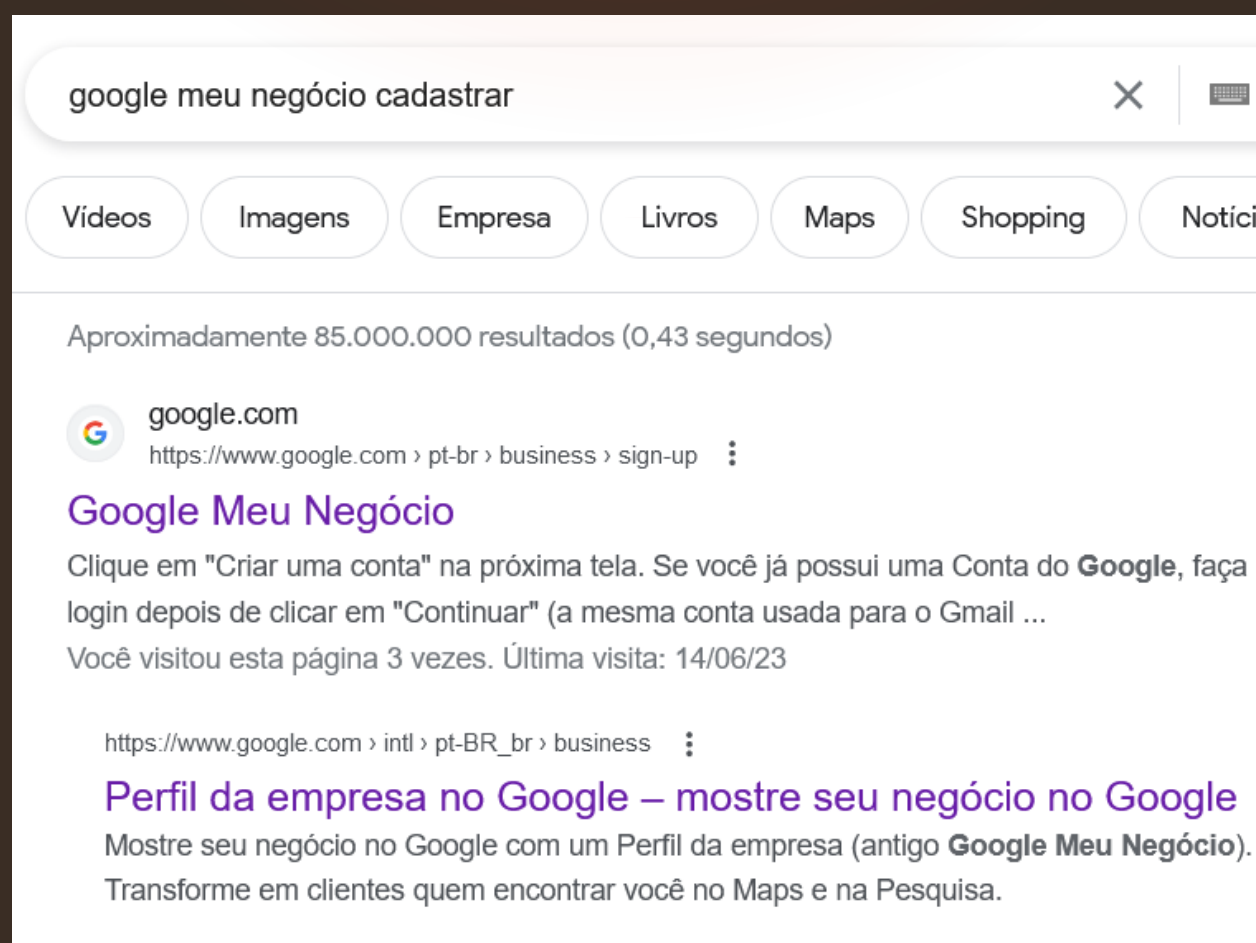 google meu negócio cadastrar
Vídeos Imagens Empresa Livros Maps Shopping Notíci
Aproximadamente 85.000.000 resultados (0,43 segundos)
google.com
https://www.google.com › pt-br › business › sign-up
Google Meu Negócio
Clique em "Criar uma conta" na próxima tela. Se você já possui uma Conta do Google, faça
login depois de clicar em "Continuar" (a mesma conta usada para o Gmail ...
Você visitou esta página 3 vezes. Última visita: 14/06/23
https://www.google.com › intl › pt-BR_br › business
Perfil da empresa no Google – mostre seu negócio no Google
Mostre seu negócio no Google com um Perfil da empresa (antigo Google Meu Negócio).
Transforme em clientes quem encontrar você no Maps e na Pesquisa.